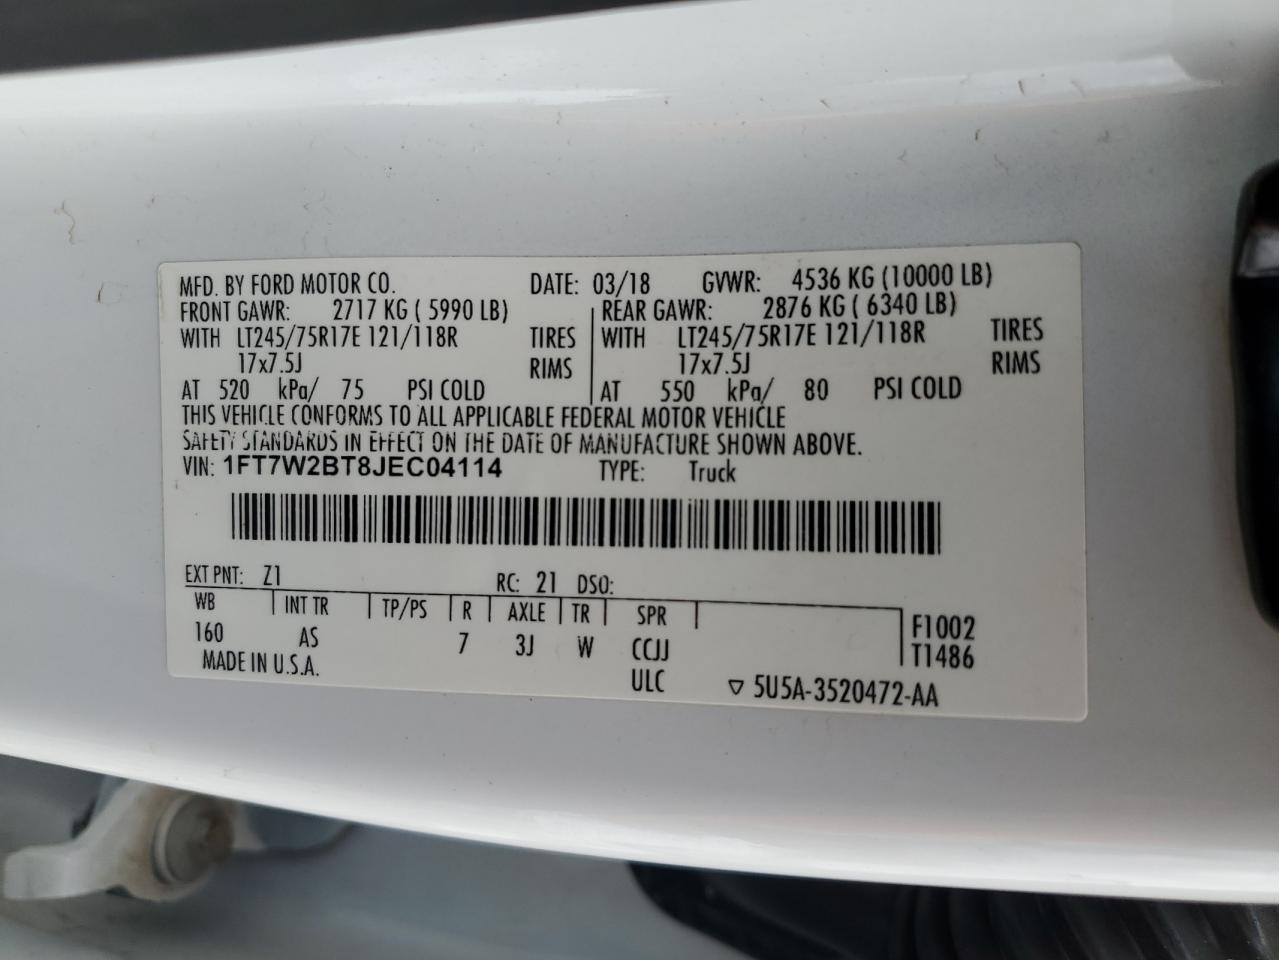 MFD. BY FORD MOTOR CO. DATE: 03/18 GVWR: 4536 KG (10000 LB)
FRONT GAWR: 2717 KG ( 5990 LB) REAR GAWR: 2876 KG ( 6340 LB)
WITH LT245/75R17E 121/118R TIRES WITH LT245/75R17E 121/118R TIRES
17x7.5J RIMS 17x7.5J RIMS
AT 520 kPa/ 75 PSI COLD AT 550 kPa/ 80 PSI COLD
THIS VEHICLE CONFORMS TO ALL APPLICABLE FEDERAL MOTOR VEHICLE
SAFETY STANDARDS IN EFFECT ON THE DATE OF MANUFACTURE SHOWN ABOVE.
VIN: 1FT7W2BT8JEC04114 TYPE: Truck
EXT PNT: Z1 RC: 21 DSO:
WB INT TR TP/PS R AXLE TR SPR F1002
160 AS 7 3J W CCJJ T1486
MADE IN U.S.A. ULC ▽ 5U5A-3520472-AA